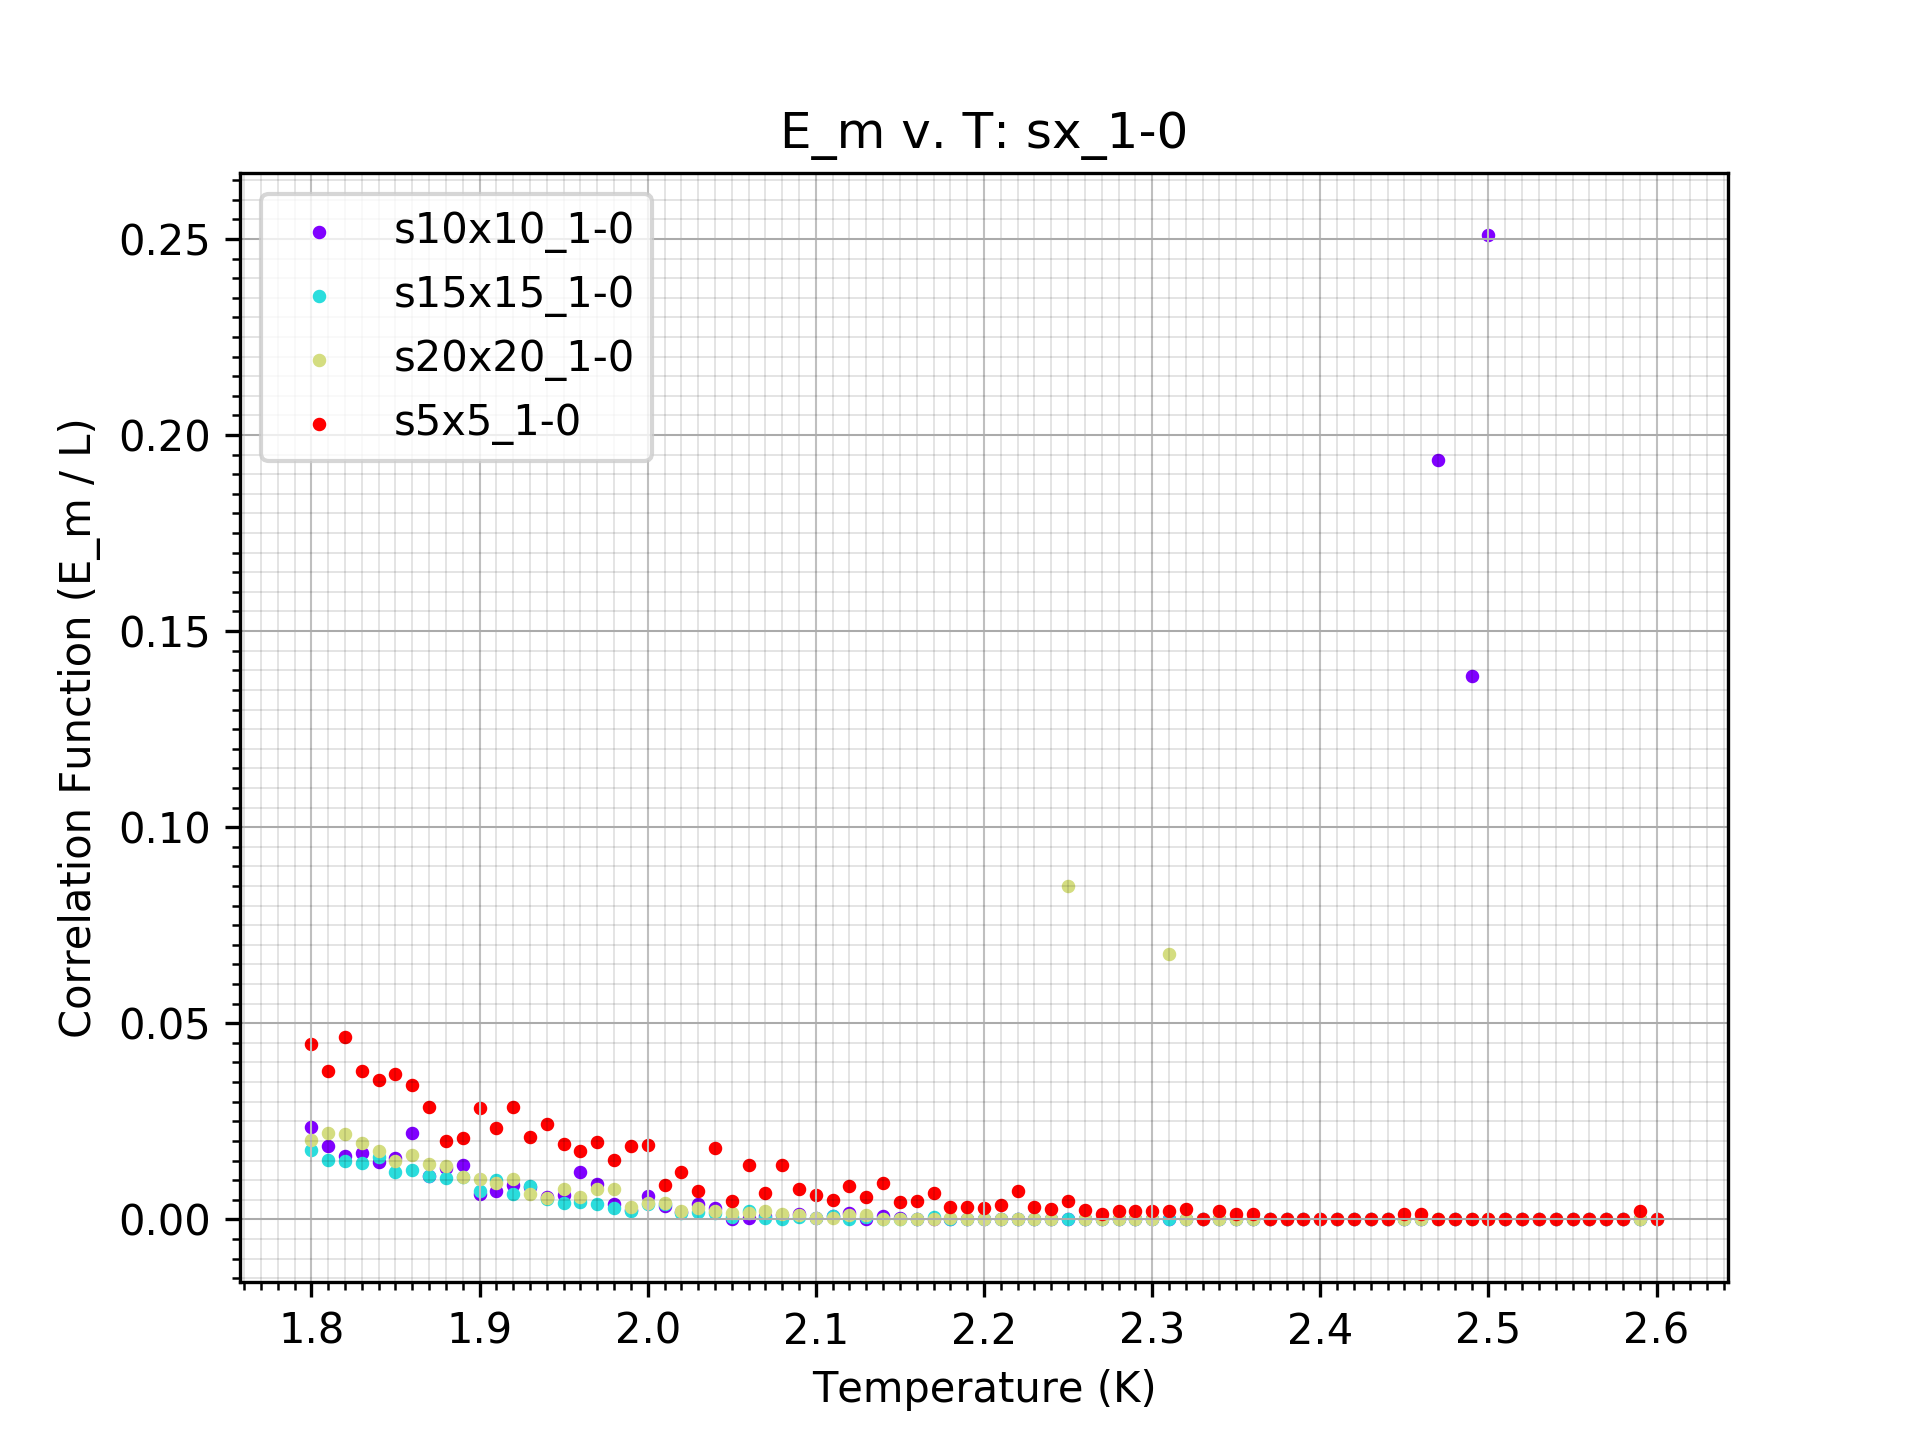 E_m v. T: sx_1-0
s10x10_1-0
s15x15_1-0
s20x20_1-0
s5x5_1-0
Correlation Function (E_m / L)
0.25
0.20
0.15
0.10
0.05
0.00
1.8 1.9 2.0 2.1 2.2 2.3 2.4 2.5 2.6
Temperature (K)